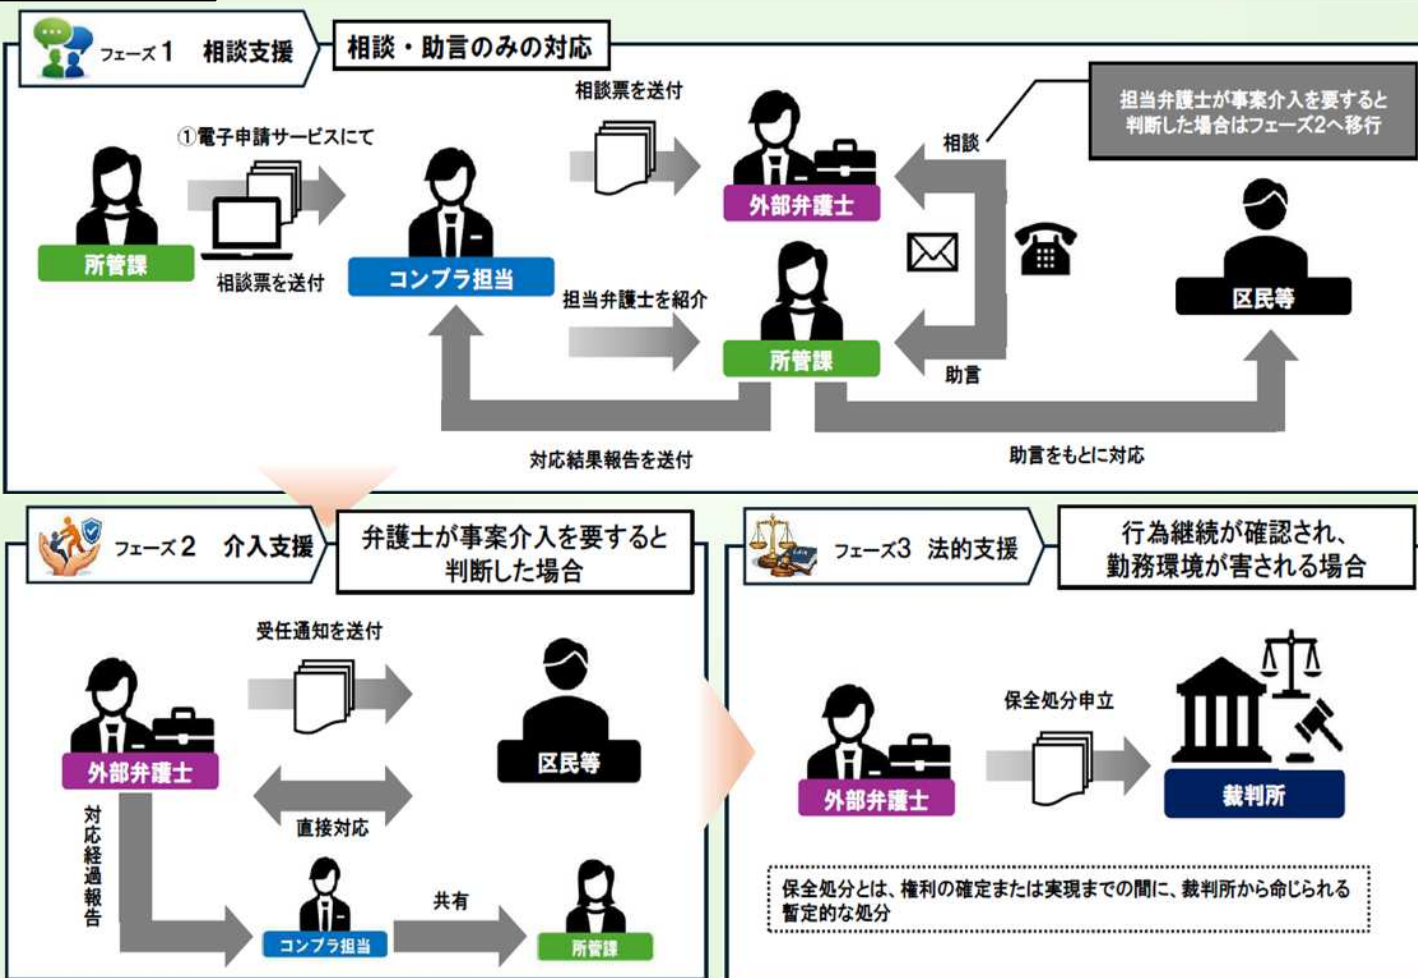 フェーズ1 相談支援
相談・助言のみの対応
①電子申請サービスにて
相談票を送付
所管課
コンプラ担当
相談票を送付
担当弁護士を紹介
外部弁護士
所管課
相談
助言
担当弁護士が事案介入を要すると
判断した場合はフェーズ2へ移行
区民等
対応結果報告を送付
助言をもとに対応
フェーズ2 介入支援
弁護士が事案介入を要すると
判断した場合
受任通知を送付
外部弁護士
区民等
直接対応
対応経過報告
コンプラ担当
共有
所管課
フェーズ3 法的支援
行為継続が確認され、
勤務環境が害される場合
保全処分申立
外部弁護士
裁判所
保全処分とは、権利の確定または実現までの間に、裁判所から命じられる
暫定的な処分